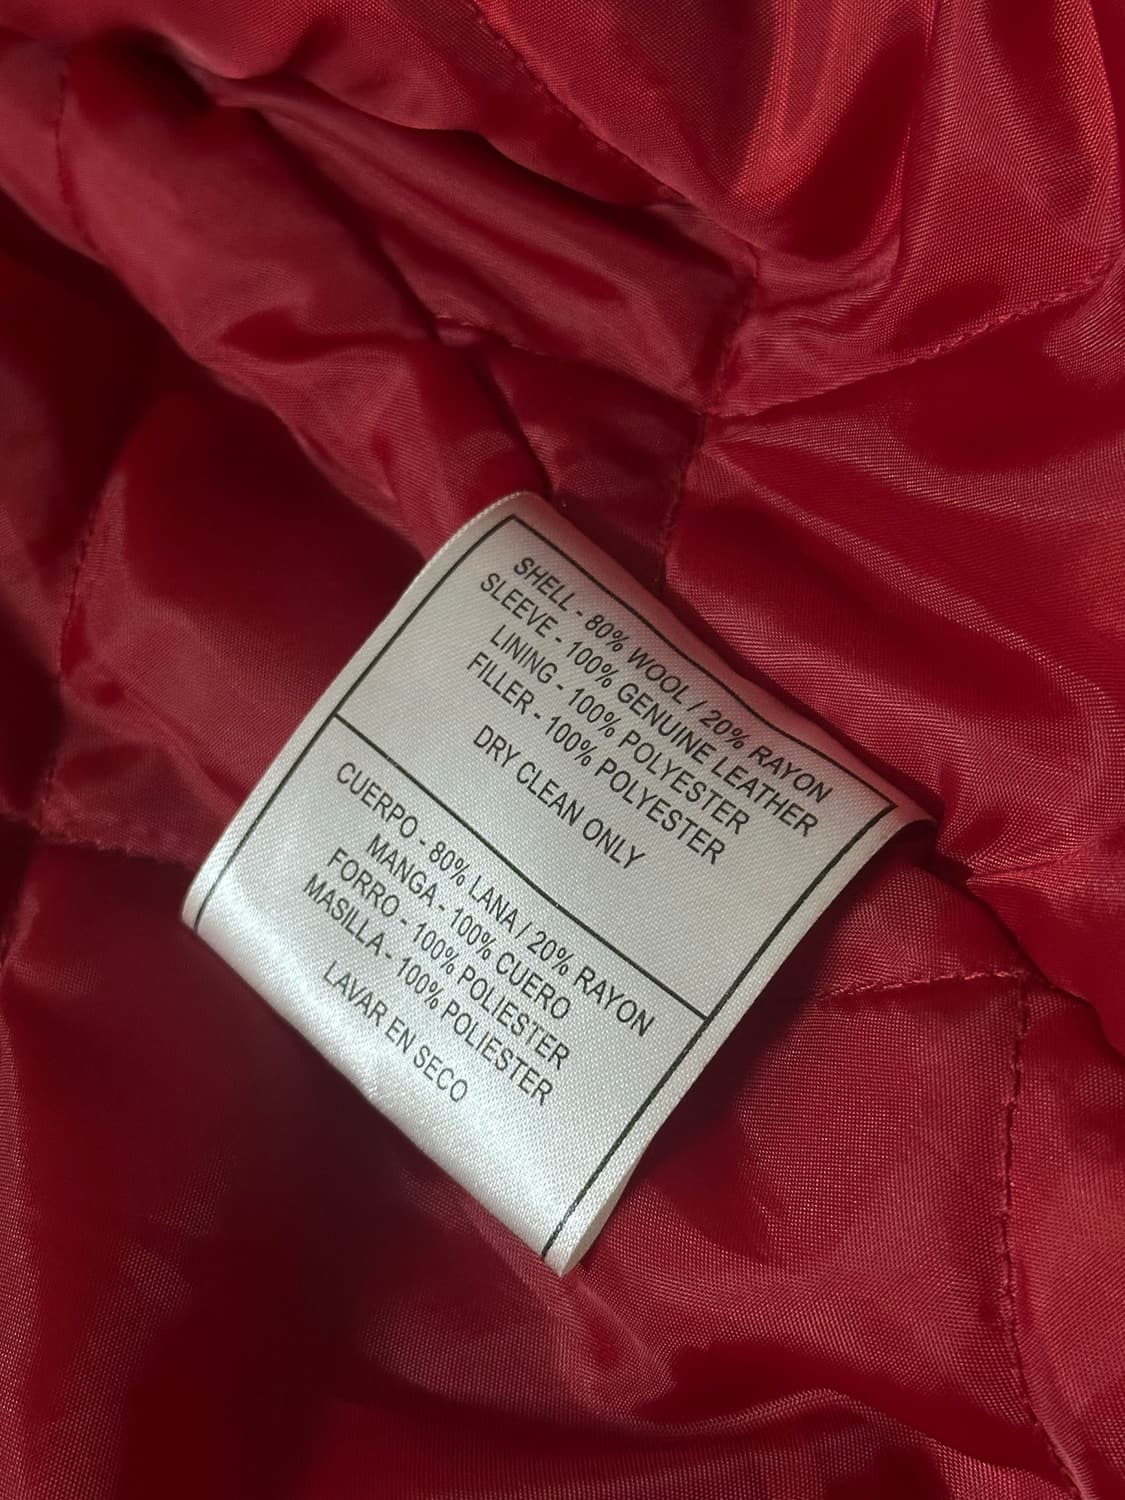 SHELL - 80% WOOL / 20% RAYON
SLEEVE - 100% GENUINE LEATHER
LINING - 100% POLYESTER
FILLER - 100% POLYESTER
DRY CLEAN ONLY
CUERPO - 80% LANA / 20% RAYON
MANGA - 100% CUERO
FORRO - 100% POLIESTER
MASILLA - 100% POLIESTER
LAVAR EN SECO